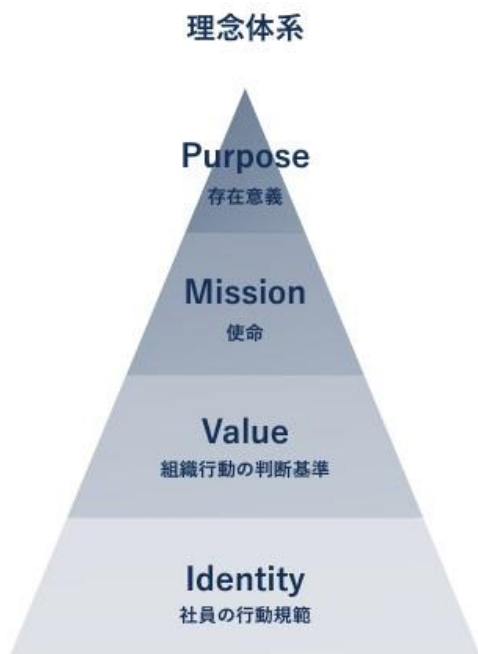 理念体系
Purpose
存在意義
Mission
使命
Value
組織行動の判断基準
Identity
社員の行動規範